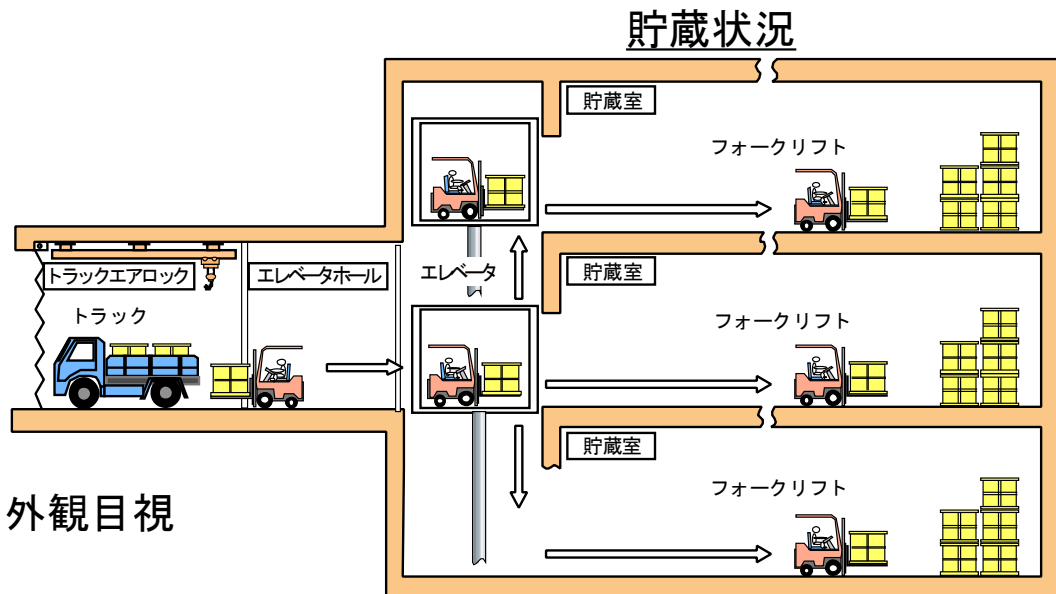 貯蔵状況
貯蔵室
フォークリフト
トラックエアロック
エレベータホール
エレベータ
貯蔵室
トラック
フォークリフト
貯蔵室
フォークリフト
外観目視